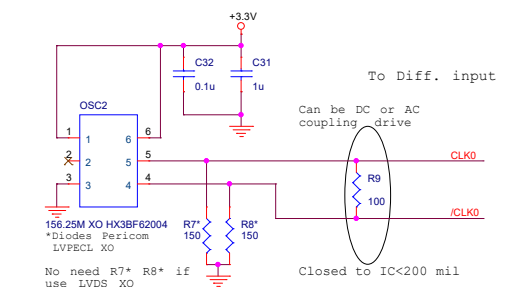 +3.3V
C32
C31
0.1u
1u
To Diff. input
OSC2
Can be DC or AC
coupling drive
1
1
6
6
CLK0
2
2
5
5
3
3
4
4
R9
100
/CLK0
156.25M XO HX3BF62004
*Diodes Pericom
LVPECL XO
R7*
150
R8*
150
No need R7* R8* if
use LVDS XO
Closed to IC<200 mil